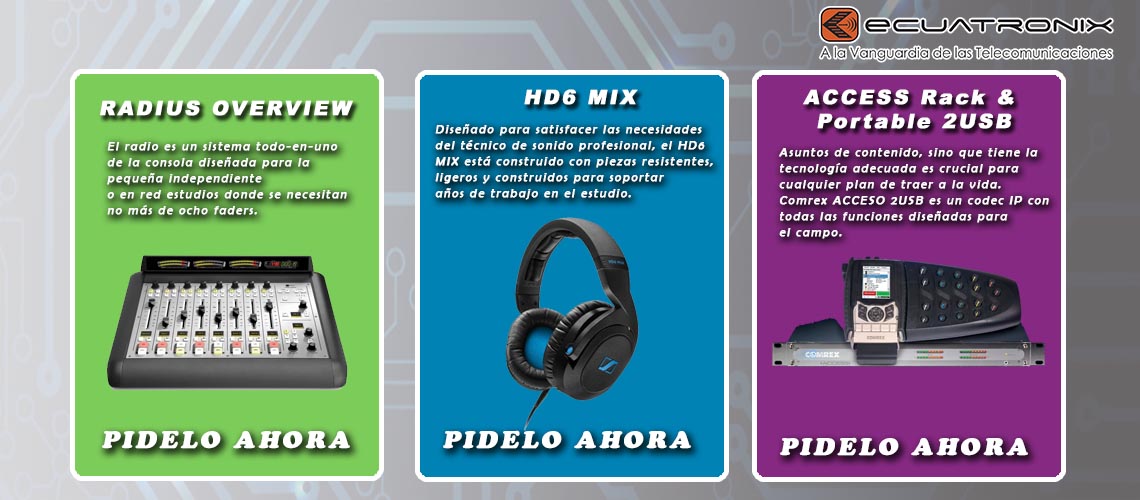 ECUATRONIX
A la Vanguardia de las Telecomunicaciones
RADIUS OVERVIEW
El radio es un sistema todo-en-uno
de la consola diseñada para la
pequeña independiente
o en red estudios donde se necesitan
no más de ocho faders.
PIDELO AHORA
HD6 MIX
Diseñado para satisfacer las necesidades
del técnico de sonido profesional, el HD6
MIX está construido con piezas resistentes,
ligeros y construidos para soportar
años de trabajo en el estudio.
PIDELO AHORA
ACCESS Rack &
Portable 2USB
Asuntos de contenido, sino que tiene la
tecnología adecuada es crucial para
cualquier plan de traer a la vida.
Comrex ACCESO 2USB es un codec IP con
todas las funciones diseñadas para
el campo.
COMREX
PIDELO AHORA